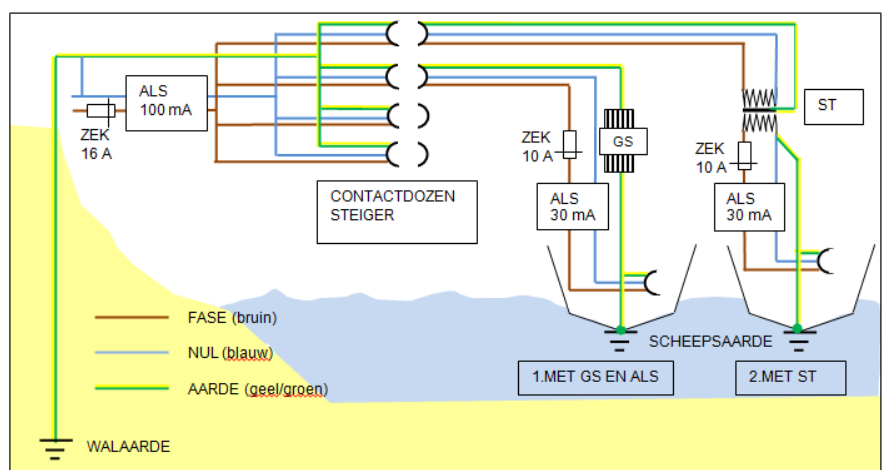 ALS
100 mA
ZEK
16 A
CONTACTDOZEN
STEIGER
ZEK
10 A
GS
ALS
30 mA
ST
ZEK
10 A
ALS
30 mA
FASE (bruin)
NUL (blauw)
AARDE (geel/groen)
SCHEEPSAARDE
1.MET GS EN ALS
2.MET ST
WALAARDE